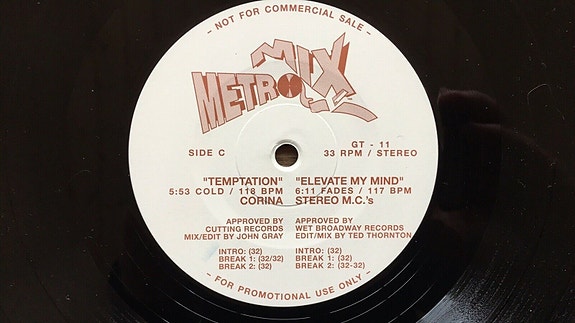 - NOT FOR COMMERCIAL SALE -
METRO MIX
SIDE C
GT - 11
33 RPM / STEREO
"TEMPTATION"
5:53 COLD / 118 BPM
CORINA
APPROVED BY
CUTTING RECORDS
MIX/EDIT BY JOHN GRAY
INTRO: (32)
BREAK 1: (32/32)
BREAK 2: (32)
"ELEVATE MY MIND"
6:11 FADES / 117 BPM
STEREO M.C.'s
APPROVED BY
WET BROADWAY RECORDS
EDIT/MIX BY TED THORNTON
INTRO: (32)
BREAK 1: (32)
BREAK 2: (32-32)
- FOR PROMOTIONAL USE ONLY -